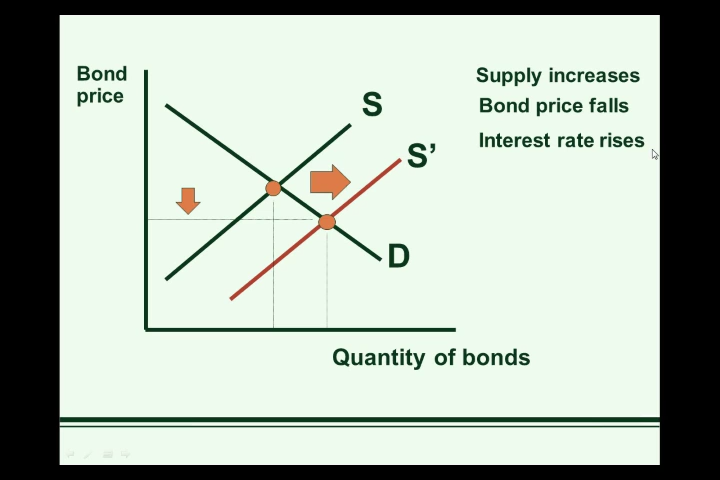 Bond
price
S
S’
D
Quantity of bonds
Supply increases
Bond price falls
Interest rate rises